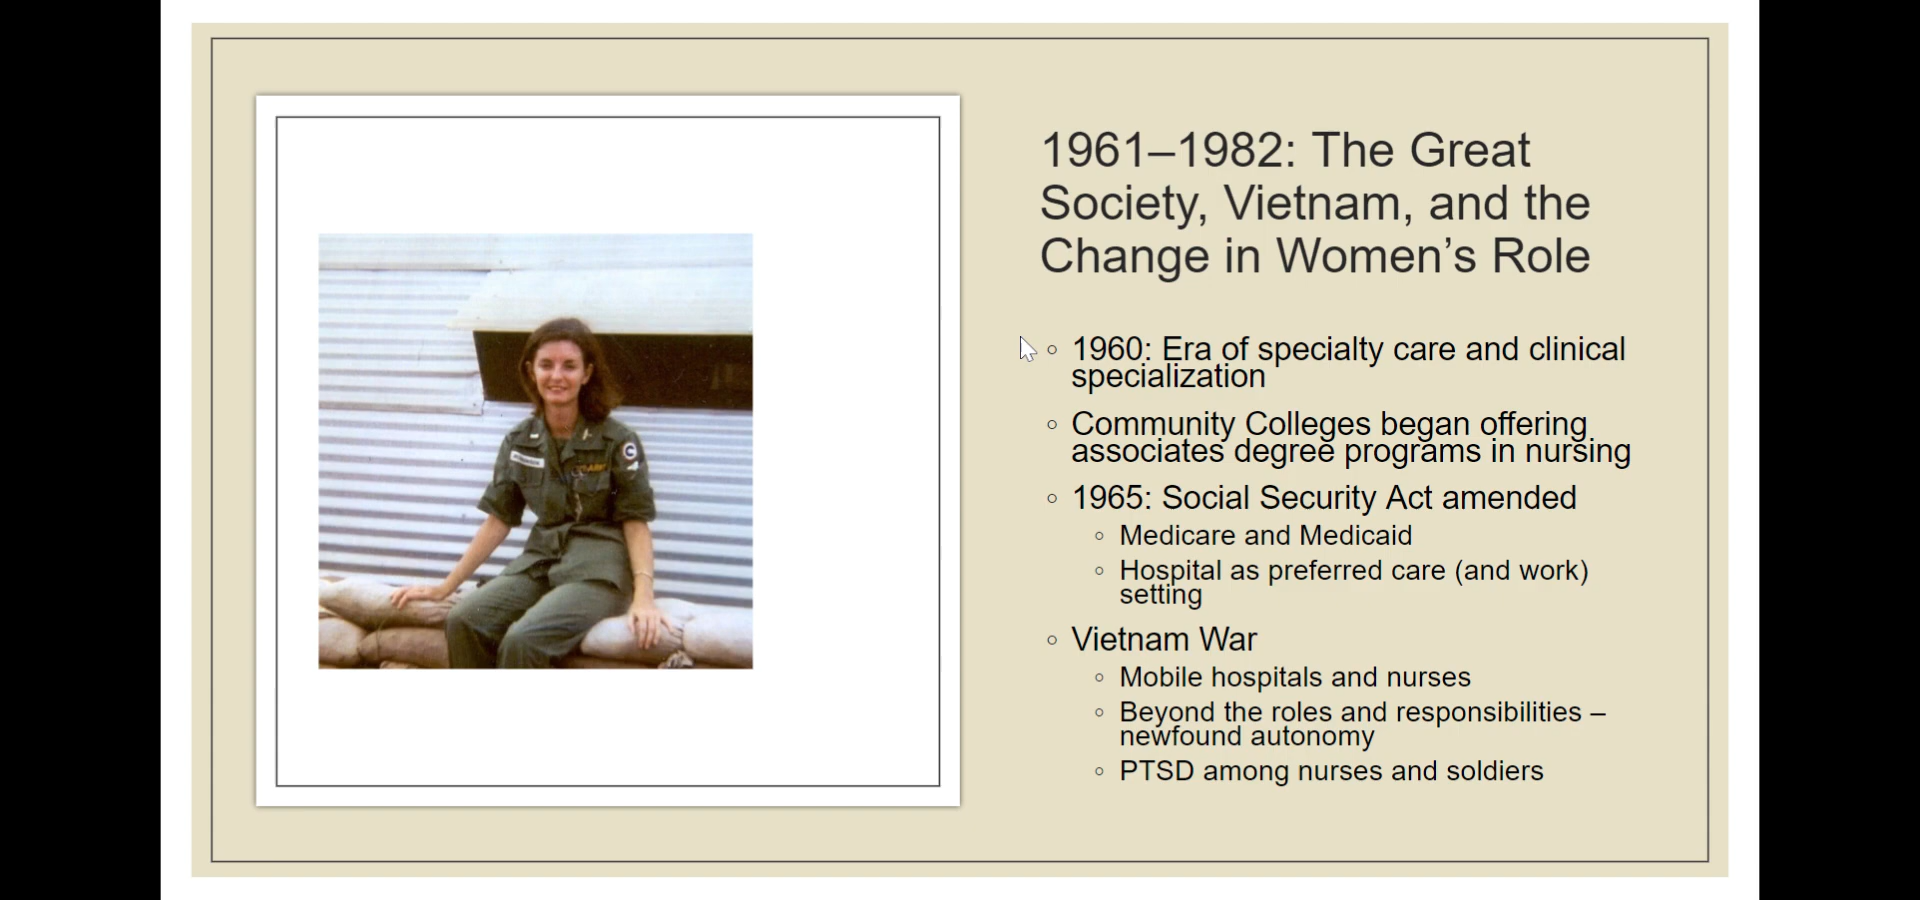 1961–1982: The Great
Society, Vietnam, and the
Change in Women’s Role
1960: Era of specialty care and clinical
specialization
Community Colleges began offering
associates degree programs in nursing
1965: Social Security Act amended
Medicare and Medicaid
Hospital as preferred care (and work)
setting
Vietnam War
Mobile hospitals and nurses
Beyond the roles and responsibilities –
newfound autonomy
PTSD among nurses and soldiers